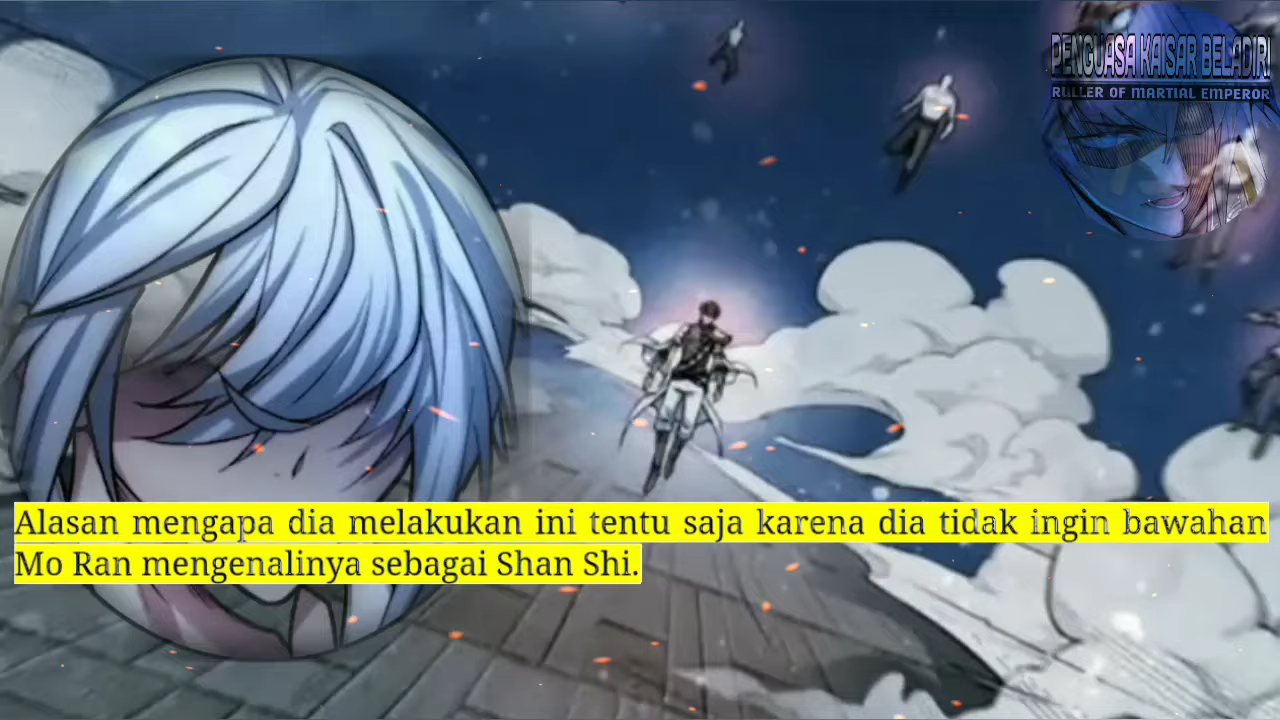 PENGUASA KAISAR BELADIRI
RULLER OF MARTIAL EMPEROR
Alasan mengapa dia melakukan ini tentu saja karena dia tidak ingin bawahan
Mo Ran mengenalinya sebagai Shan Shi.